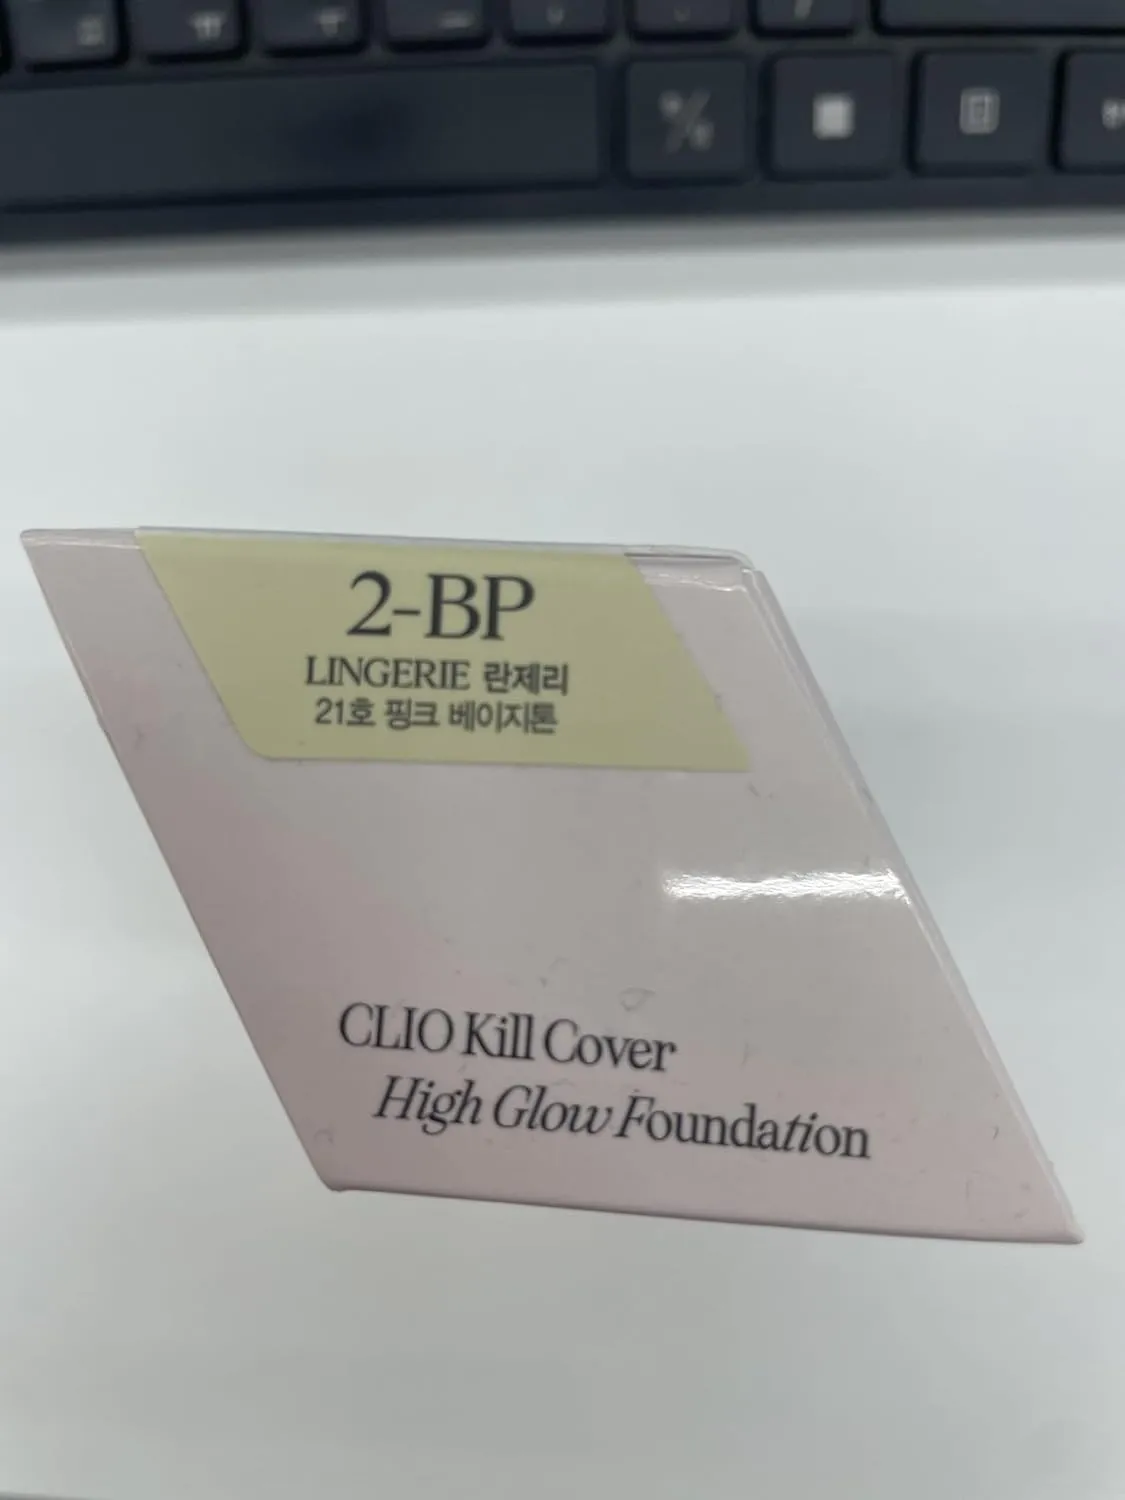 2-BP
LINGERIE 란제리
21호 핑크 베이지톤
CLIO Kill Cover
High Glow Foundation